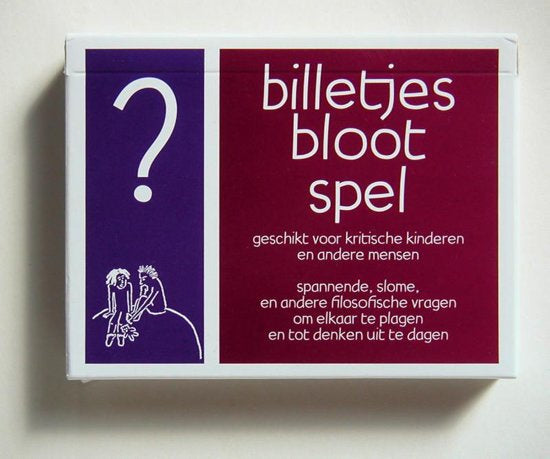 ?
billetjes
bloot
spel
geschikt voor kritische kinderen
en andere mensen
spannende, slome,
en andere filosofische vragen
om elkaar te plagen
en tot denken uit te dagen